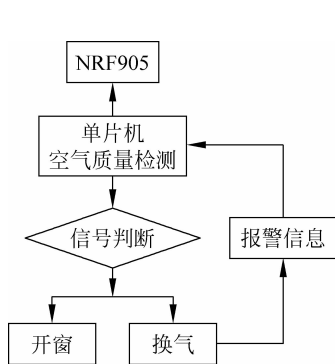 NRF905
单片机
空气质量检测
信号判断
报警信息
开窗
换气